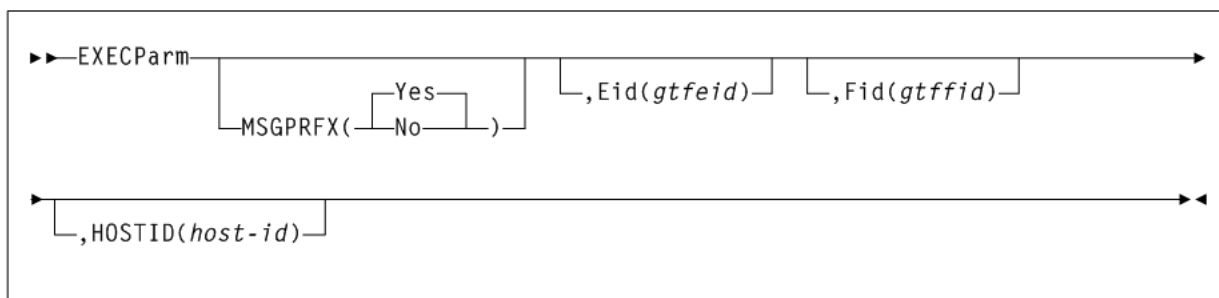 EXECParm
MSGPRFX(
Yes
No
)
,Eid(gtfeid)
,Fid(gtffid)
,HOSTID(host-id)